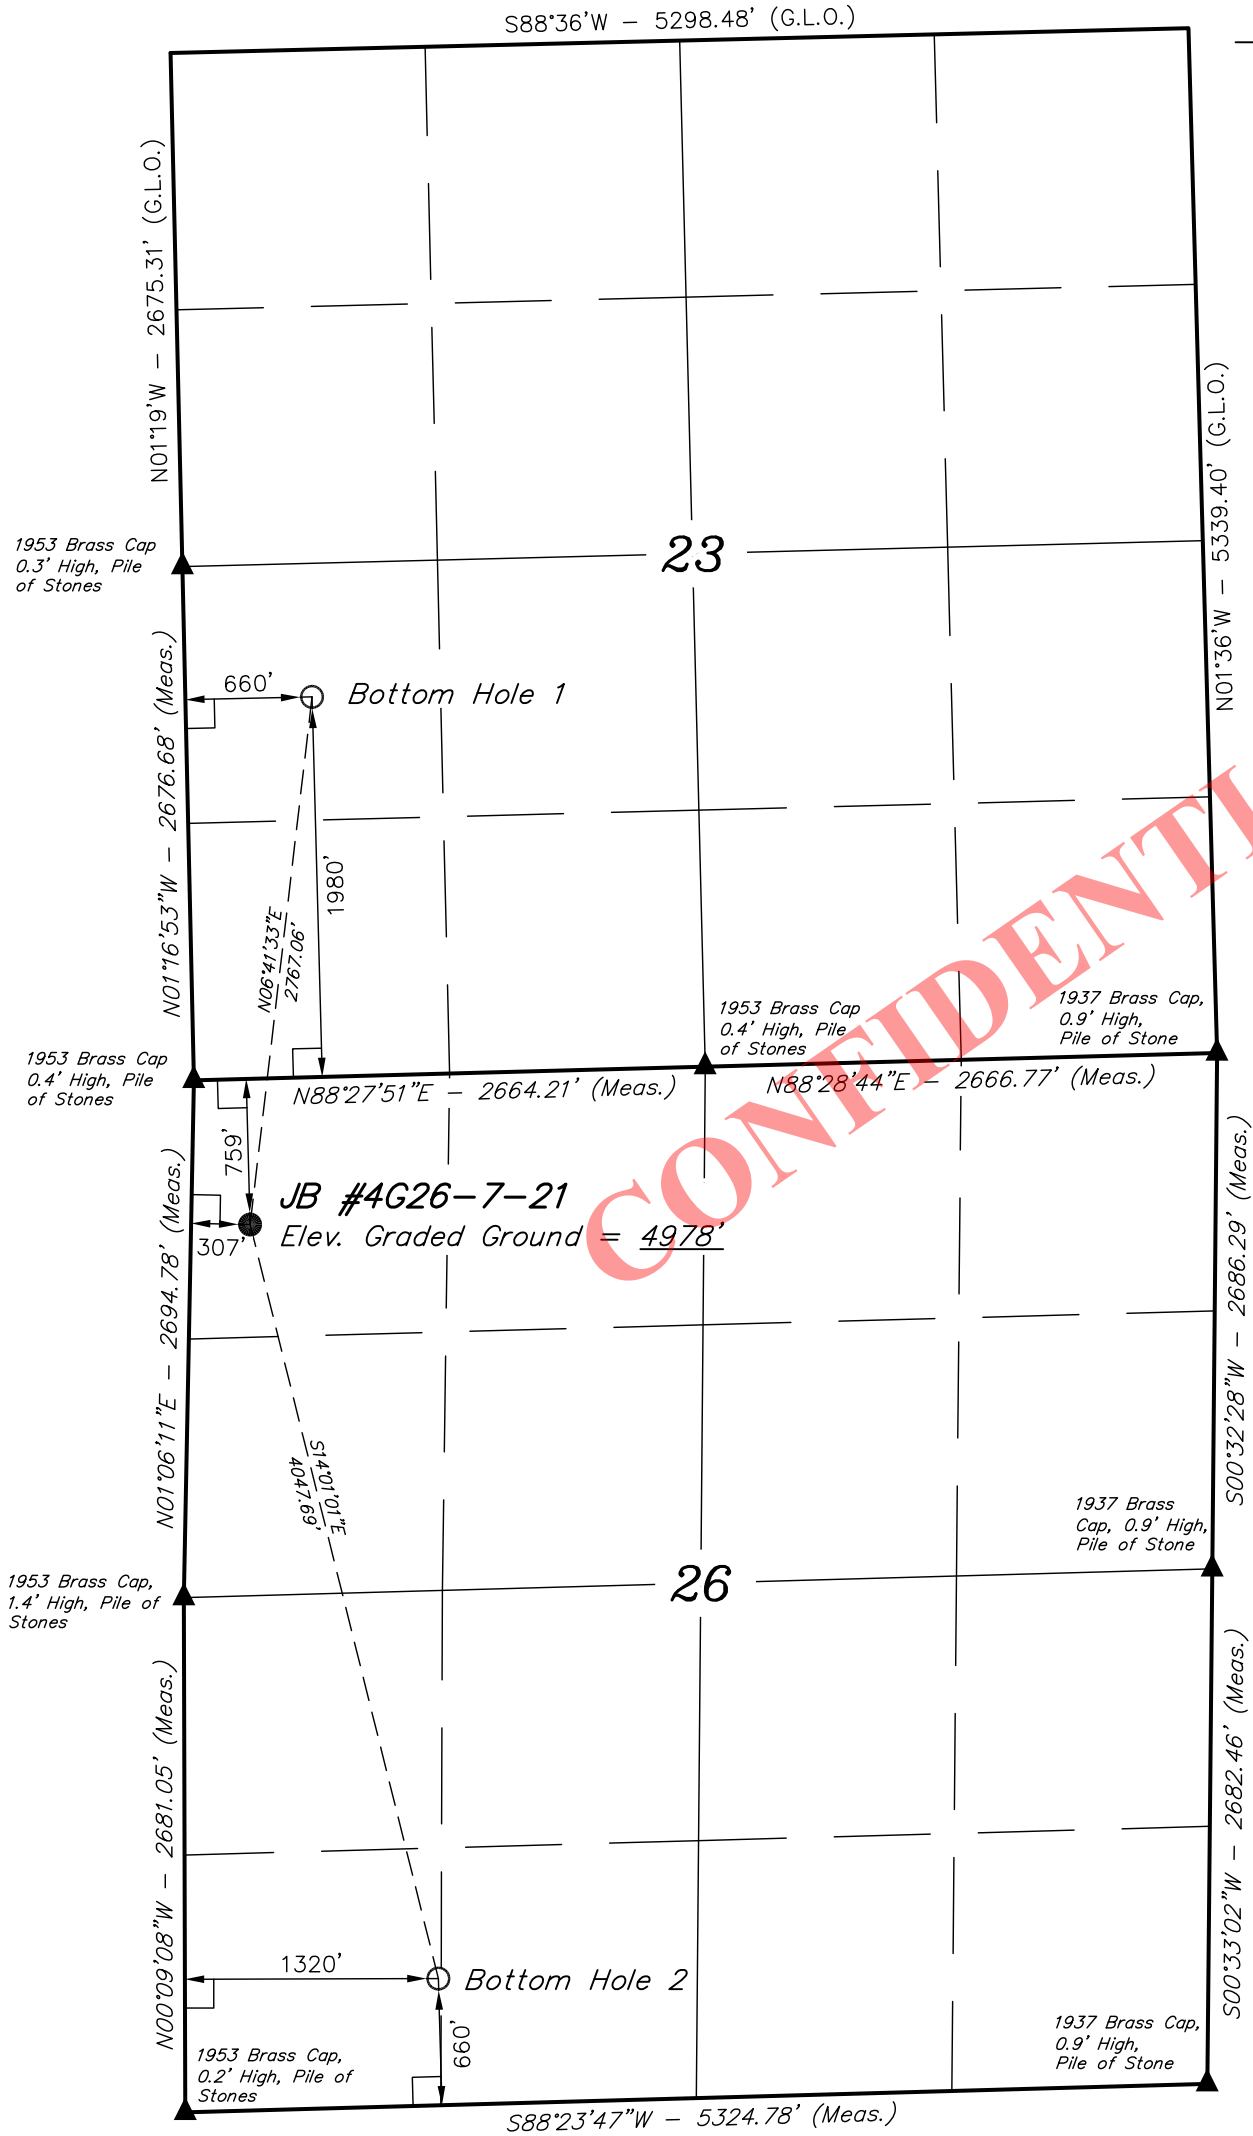 S88°36'W - 5298.48' (G.L.O.)
N01°19'W - 2675.31' (G.L.O.)
N01°36'W - 5339.40' (G.L.O.)
1953 Brass Cap
0.3' High, Pile
of Stones
23
N01°16'53"W - 2676.68' (Meas.)
660'
Bottom Hole 1
1980'
N06°41'33"E
2767.06'
1953 Brass Cap
0.4' High, Pile
of Stones
1937 Brass Cap,
0.9' High,
Pile of Stone
1953 Brass Cap
0.4' High, Pile
of Stones
N88°27'51"E - 2664.21' (Meas.)
N88°28'44"E - 2666.77' (Meas.)
CONFIDENTI
759'
JB #4G26-7-21
Elev. Graded Ground = 4978'
307'
N01°06'11"E - 2694.78' (Meas.)
S00°32'28"W - 2686.29' (Meas.)
S14°01'01"E
4047.69'
1937 Brass
Cap, 0.9' High,
Pile of Stone
1953 Brass Cap,
1.4' High, Pile of
Stones
26
N00°09'08"W - 2681.05' (Meas.)
S00°33'02"W - 2682.46' (Meas.)
1320'
Bottom Hole 2
660'
1953 Brass Cap,
0.2' High, Pile of
Stones
1937 Brass Cap,
0.9' High,
Pile of Stone
S88°23'47"W - 5324.78' (Meas.)